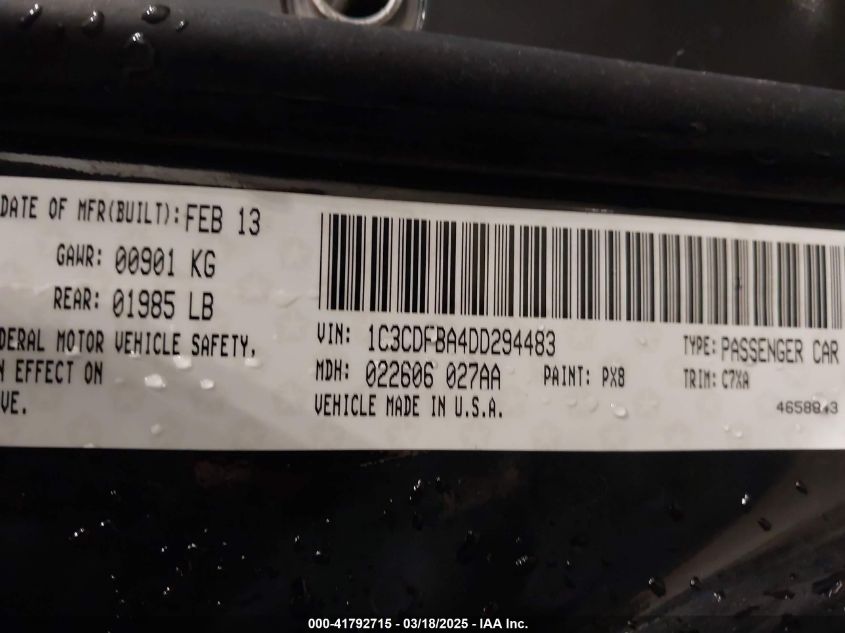 DATE OF MFR(BUILT): FEB 13
GAWR: 00901 KG
REAR: 01985 LB
DERAL MOTOR VEHICLE SAFETY,
N EFFECT ON
VE.
VIN: 1C3CDFBA4DD294483
TYPE: PASSENGER CAR
MDH: 022606 027AA PAINT: PX8 TRIM: C7XA
VEHICLE MADE IN U.S.A.
000-41792715 - 03/18/2025 - IAA Inc.